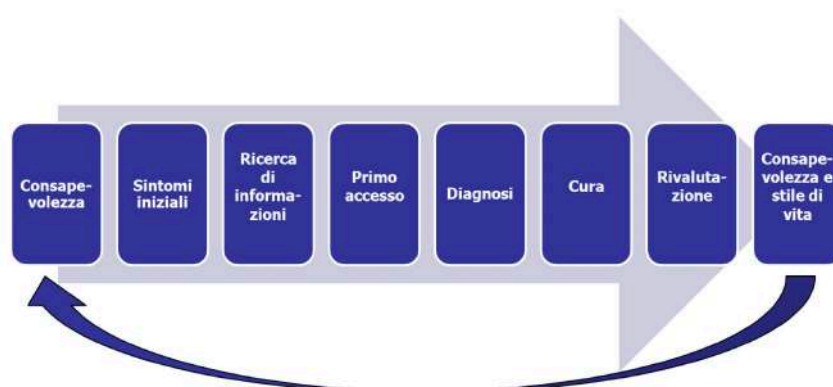 Consape-
volezza
Sintomi
iniziali
Ricerca
di
informa-
zioni
Primo
accesso
Diagnosi
Cura
Rivaluta-
zione
Consape-
volezza e
stile di
vita